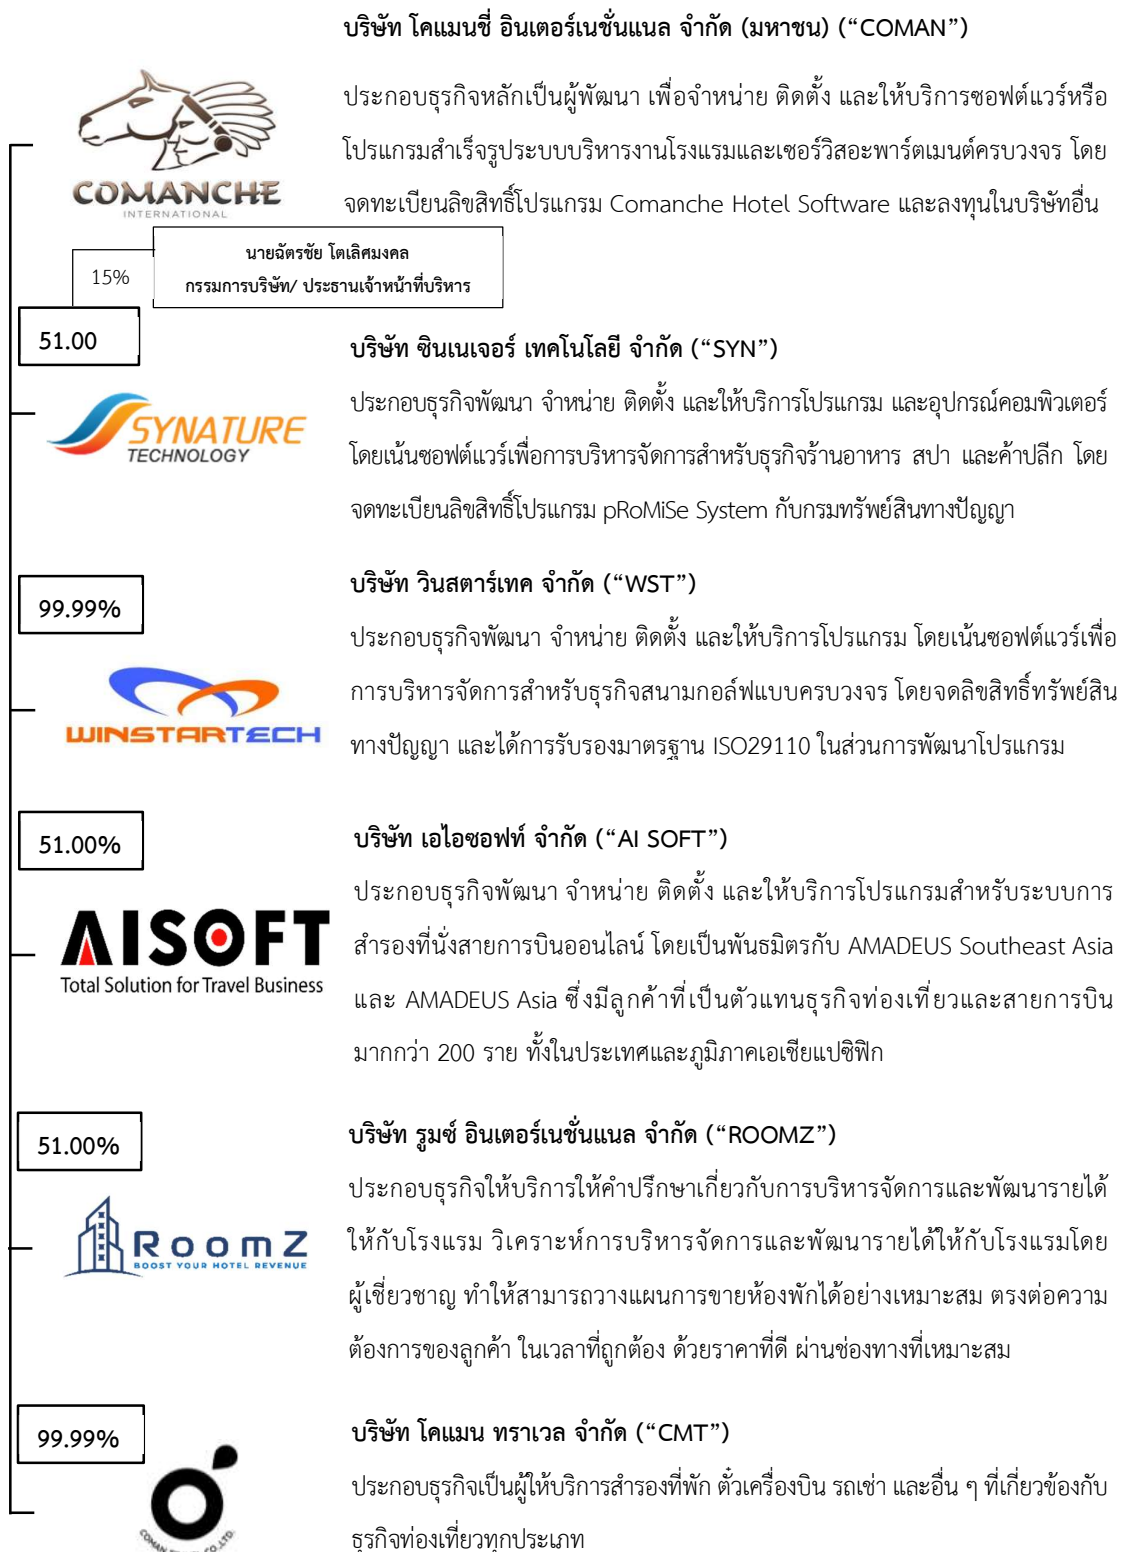 บริษัท โคแมนชี่ อินเตอร์เนชั่นแนล จำกัด (มหาชน) (“COMAN”)
ประกอบธุรกิจหลักเป็นผู้พัฒนา เพื่อจำหน่าย ติดตั้ง และให้บริการซอฟต์แวร์หรือ
โปรแกรมสำเร็จรูประบบบริหารงานโรงแรมและเซอร์วิสอะพาร์ตเมนต์ครบวงจร โดย
จดทะเบียนลิขสิทธิ์โปรแกรม Comanche Hotel Software และลงทุนในบริษัทอื่น
COMANCHE
INTERNATIONAL
นายฉัตรชัย โตเลิศมงคล
กรรมการบริษัท/ ประธานเจ้าหน้าที่บริหาร
15%
51.00
บริษัท ซินเนเจอร์ เทคโนโลยี จำกัด (“SYN”)
ประกอบธุรกิจพัฒนา จำหน่าย ติดตั้ง และให้บริการโปรแกรม และอุปกรณ์คอมพิวเตอร์
โดยเน้นซอฟต์แวร์เพื่อการบริหารจัดการสำหรับธุรกิจร้านอาหาร สปา และค้าปลีก โดย
จดทะเบียนลิขสิทธิ์โปรแกรม pRoMiSe System กับกรมทรัพย์สินทางปัญญา
SYNATURE
TECHNOLOGY
99.99%
บริษัท วินสตาร์เทค จำกัด (“WST”)
ประกอบธุรกิจพัฒนา จำหน่าย ติดตั้ง และให้บริการโปรแกรม โดยเน้นซอฟต์แวร์เพื่อ
การบริหารจัดการสำหรับธุรกิจสนามกอล์ฟแบบครบวงจร โดยจดลิขสิทธิ์ทรัพย์สิน
ทางปัญญา และได้การรับรองมาตรฐาน ISO29110 ในส่วนการพัฒนาโปรแกรม
WINSTARTECH
51.00%
บริษัท เอไอซอฟท์ จำกัด (“AI SOFT”)
ประกอบธุรกิจพัฒนา จำหน่าย ติดตั้ง และให้บริการโปรแกรมสำหรับระบบการ
สำรองที่นั่งสายการบินออนไลน์ โดยเป็นพันธมิตรกับ AMADEUS Southeast Asia
และ AMADEUS Asia ซึ่งมีลูกค้าที่เป็นตัวแทนธุรกิจท่องเที่ยวและสายการบิน
มากกว่า 200 ราย ทั้งในประเทศและภูมิภาคเอเชียแปซิฟิก
AISOFT
Total Solution for Travel Business
51.00%
บริษัท รูมซ์ อินเตอร์เนชั่นแนล จำกัด (“ROOMZ”)
ประกอบธุรกิจให้บริการให้คำปรึกษาเกี่ยวกับการบริหารจัดการและพัฒนารายได้
ให้กับโรงแรม วิเคราะห์การบริหารจัดการและพัฒนารายได้ให้กับโรงแรมโดย
ผู้เชี่ยวชาญ ทำให้สามารถวางแผนการขายห้องพักได้อย่างเหมาะสม ตรงต่อความ
ต้องการของลูกค้า ในเวลาที่ถูกต้อง ด้วยราคาที่ดี ผ่านช่องทางที่เหมาะสม
RoomZ
BOOST YOUR HOTEL REVENUE
99.99%
บริษัท โคแมน ทราเวล จำกัด (“CMT”)
ประกอบธุรกิจเป็นผู้ให้บริการสำรองที่พัก ตั๋วเครื่องบิน รถเช่า และอื่น ๆ ที่เกี่ยวข้องกับ
ธุรกิจท่องเที่ยวทุกประเภท
COMAN TRAVEL CO.,LTD.